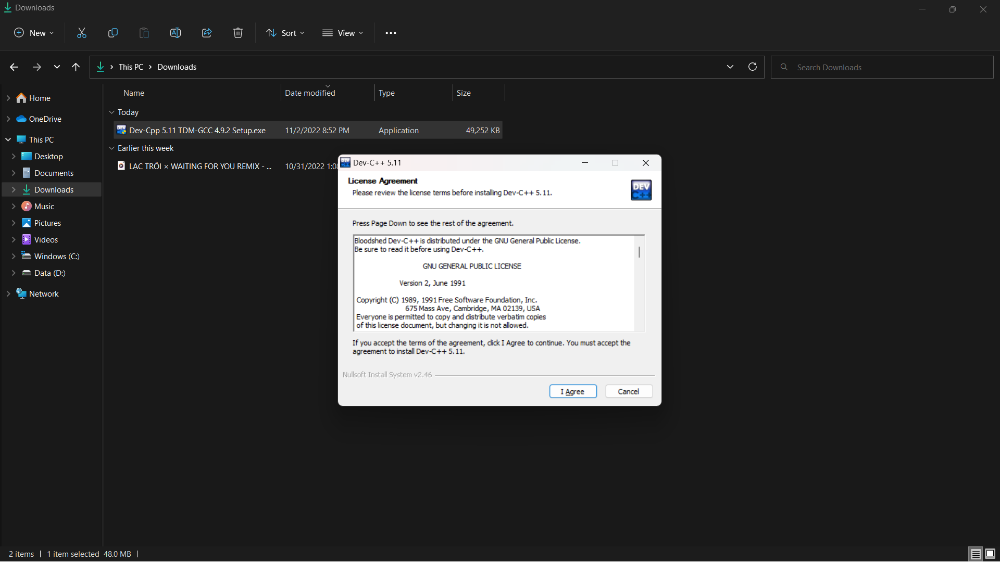 Downloads
New
Sort
View
This PC
Downloads
Search Downloads
Home
OneDrive
This PC
Desktop
Documents
Downloads
Music
Pictures
Videos
Windows (C:)
Data (D:)
Network
Name Date modified Type Size
Today
DEV Dev-Cpp 5.11 TDM-GCC 4.9.2 Setup.exe 11/2/2022 8:52 PM Application 49,252 KB
Earlier this week
LẠC TRÔI × WAITING FOR YOU REMIX - ... 10/31/2022
DEV Dev-C++ 5.11
License Agreement
Please review the license terms before installing Dev-C++ 5.11.
DEV
C++
Press Page Down to see the rest of the agreement.
Bloodshed Dev-C++ is distributed under the GNU General Public License.
Be sure to read it before using Dev-C++.
GNU GENERAL PUBLIC LICENSE
Version 2, June 1991
Copyright (C) 1989, 1991 Free Software Foundation, Inc.
675 Mass Ave, Cambridge, MA 02139, USA
Everyone is permitted to copy and distribute verbatim copies
of this license document, but changing it is not allowed.
If you accept the terms of the agreement, click I Agree to continue. You must accept the
agreement to install Dev-C++ 5.11.
Nullsoft Install System v2.46
I Agree
Cancel
2 items
1 item selected 48.0 MB